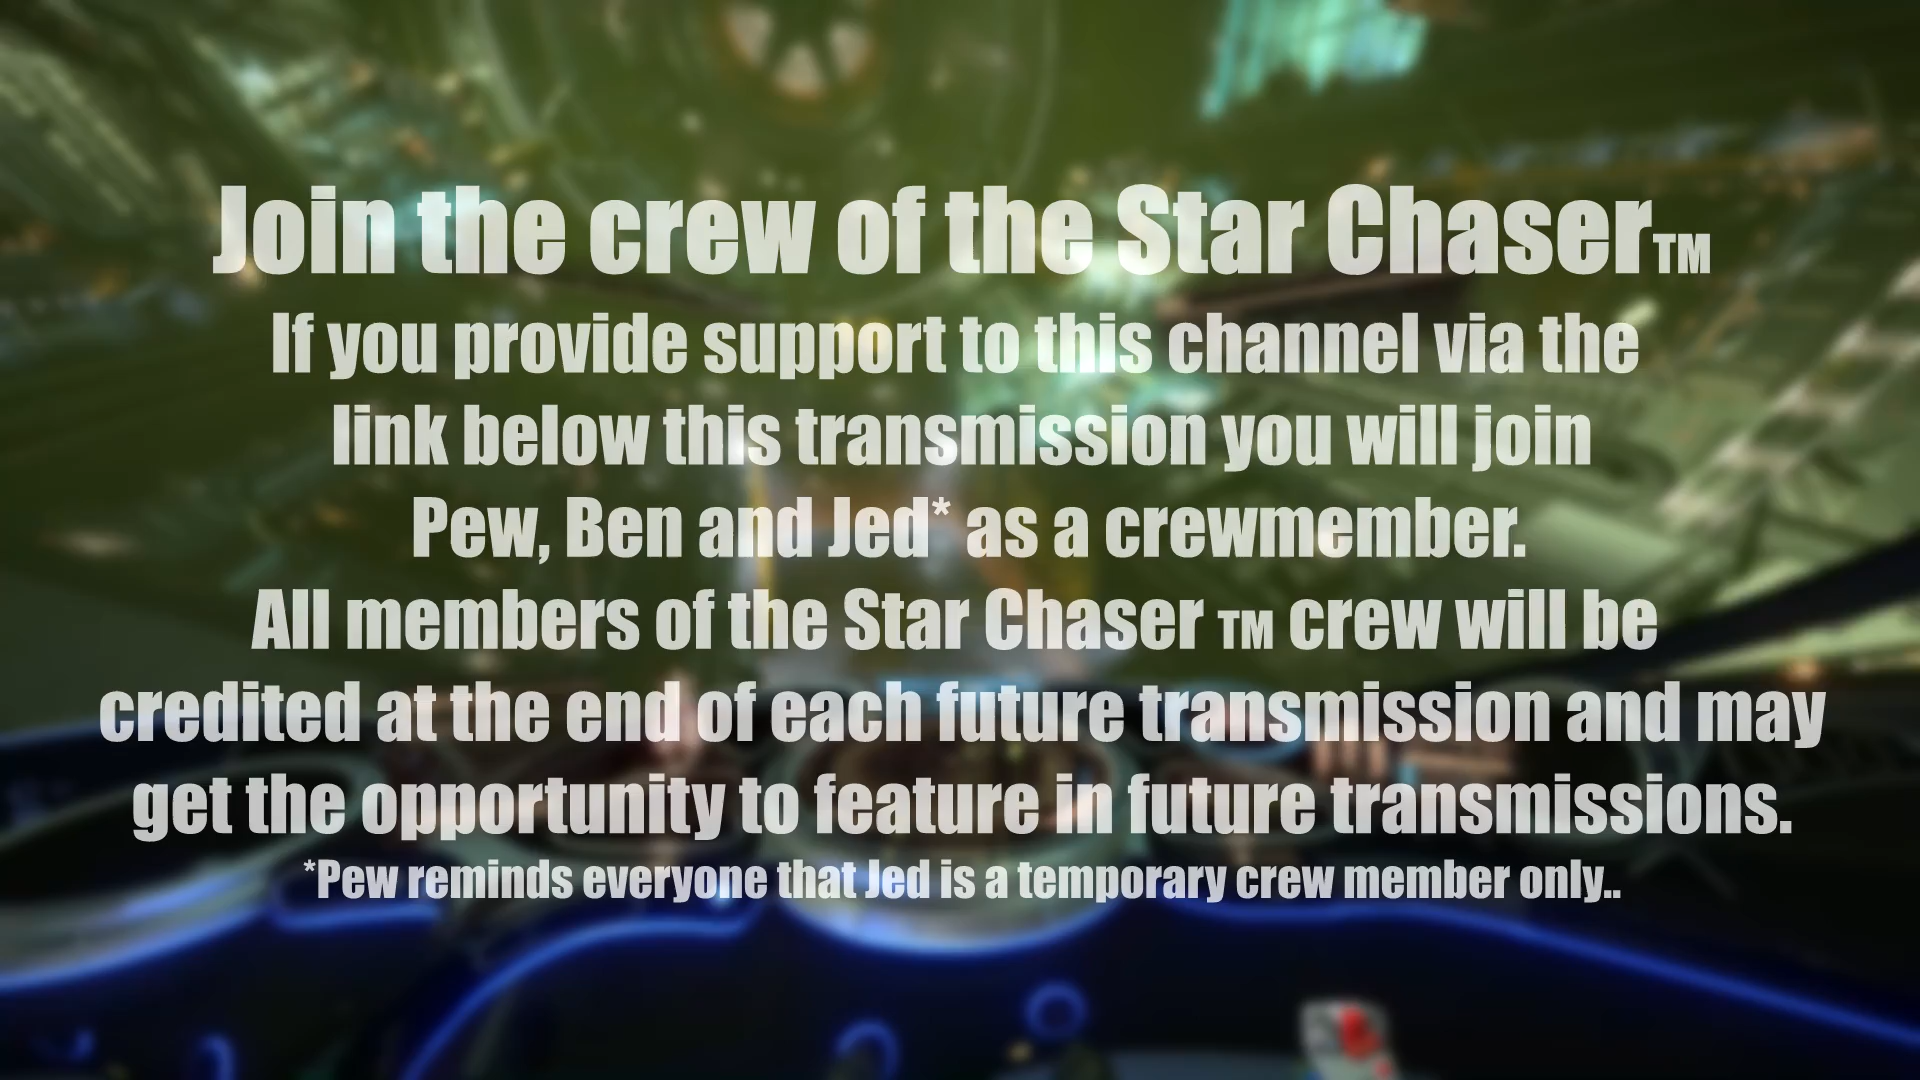 Join the crew of the Star Chaser™
If you provide support to this channel via the
link below this transmission you will join
Pew, Ben and Jed* as a crewmember.
All members of the Star Chaser ™ crew will be
credited at the end of each future transmission and may
get the opportunity to feature in future transmissions.
*Pew reminds everyone that Jed is a temporary crew member only..